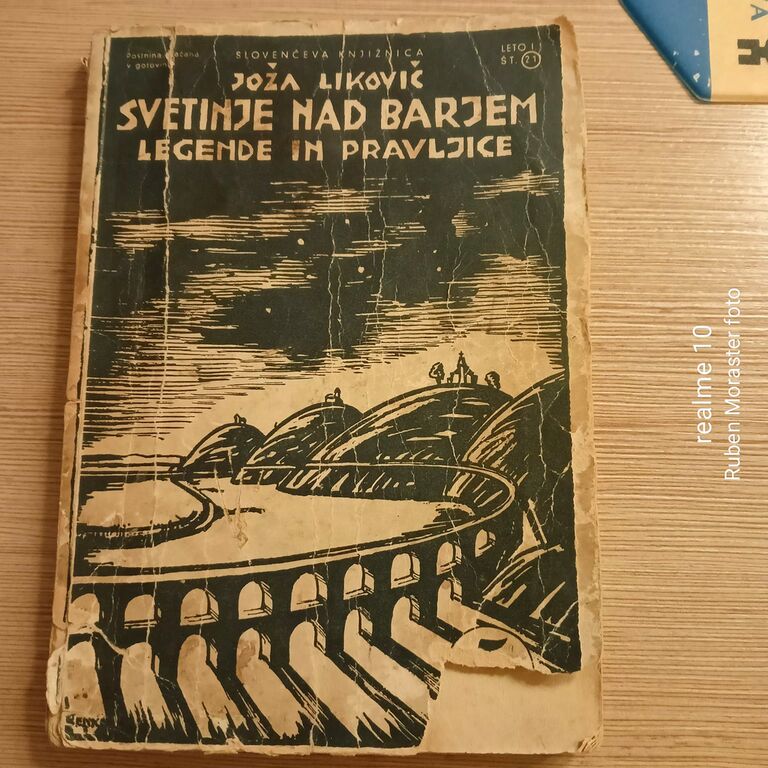 Poštnina plačana
v gotovini
SLOVENČEVA KNJIŽNICA
LETO I
ŠT. 21
JOŽA LIKOVIČ
SVETINJE NAD BARJEM
LEGENDE IN PRAVLJICE
realme 10
Ruben Moraster foto